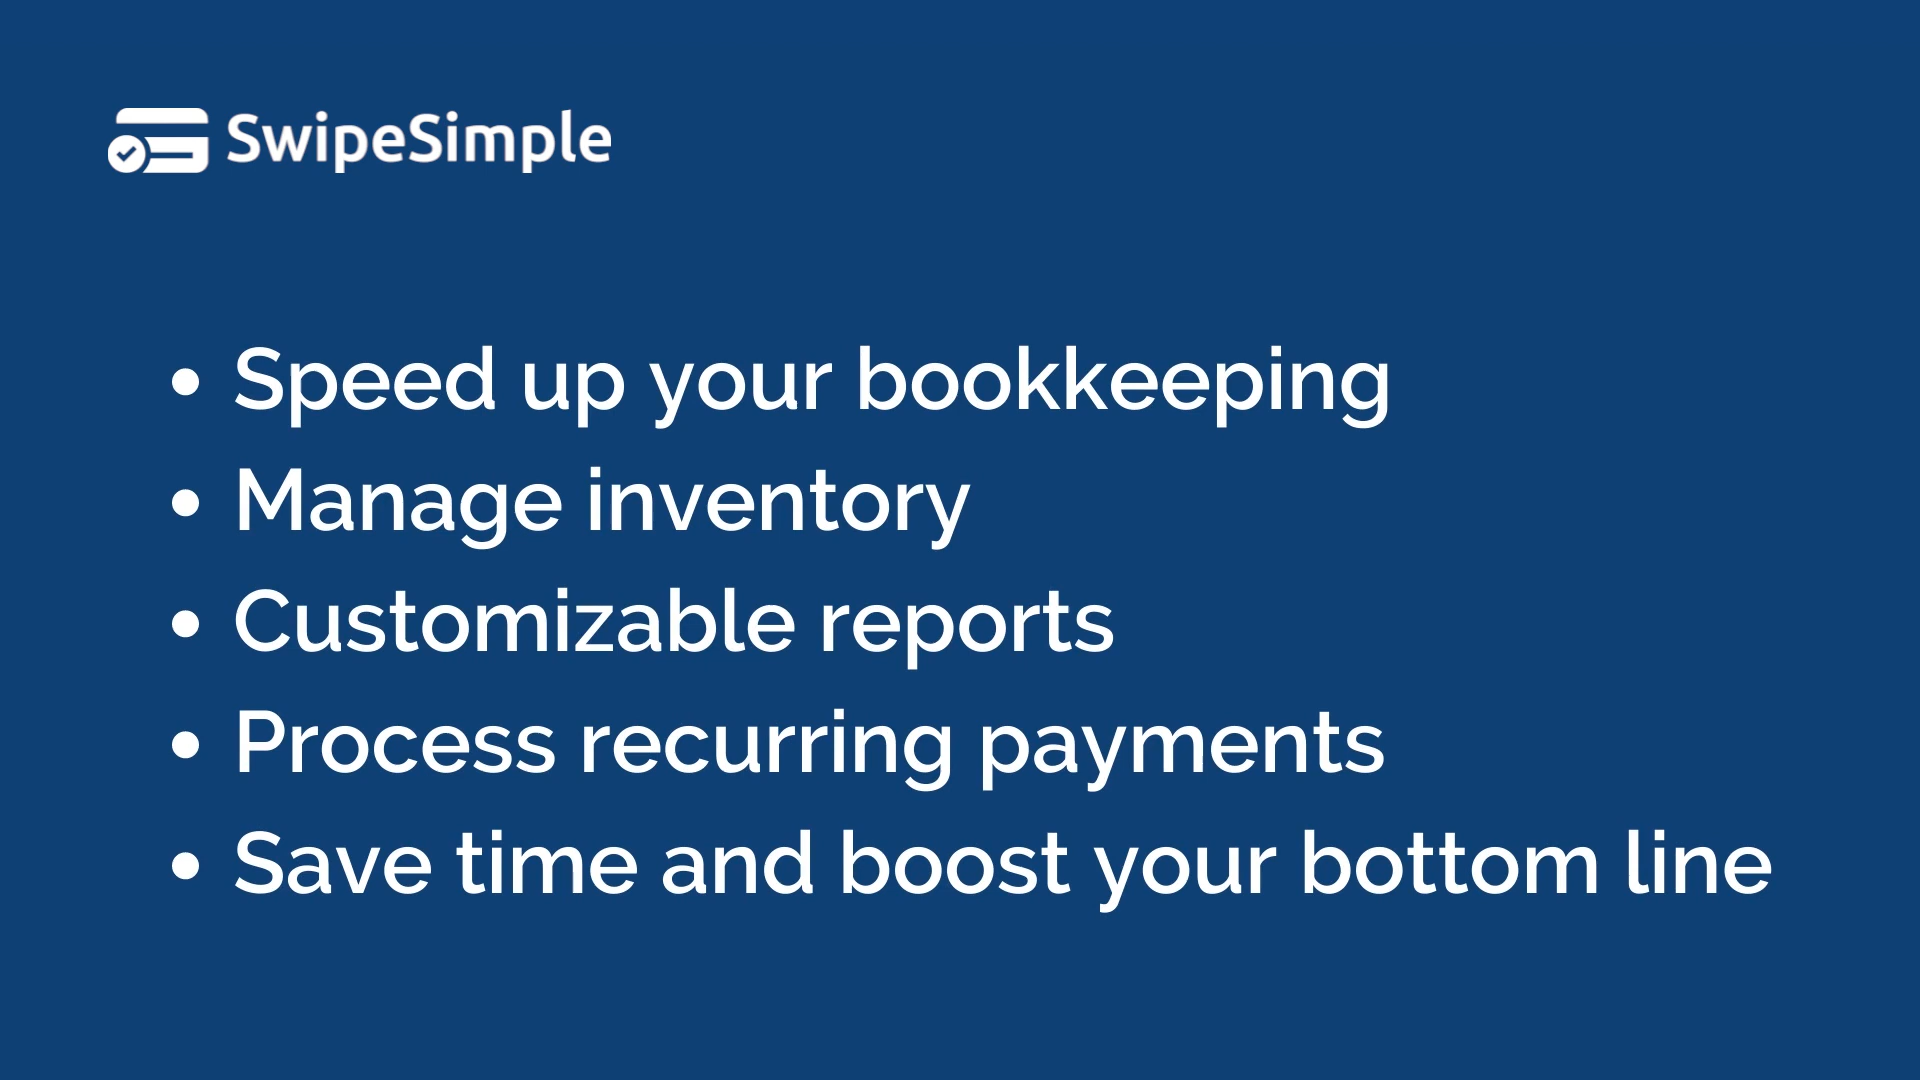 SwipeSimple
• Speed up your bookkeeping
• Manage inventory
• Customizable reports
• Process recurring payments
• Save time and boost your bottom line